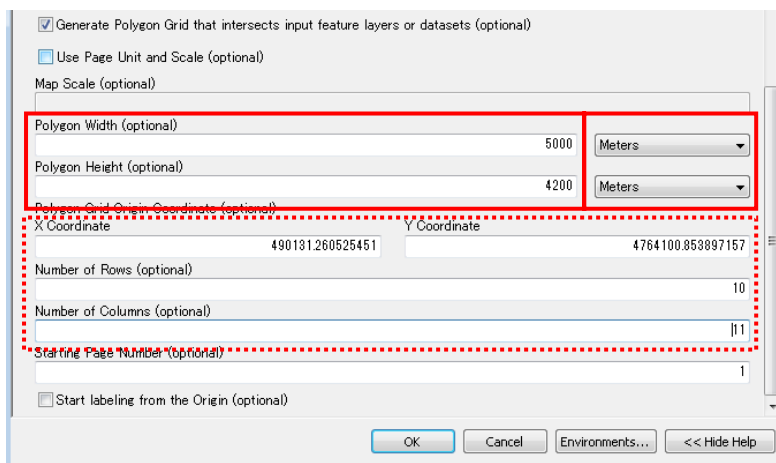 Generate Polygon Grid that intersects input feature layers or datasets (optional)
Use Page Unit and Scale (optional)
Map Scale (optional)
Polygon Width (optional)
5000 Meters
Polygon Height (optional)
4200 Meters
Polygon Grid Origin Coordinate (optional)
X Coordinate Y Coordinate
490131.260525451 4764100.853897157
Number of Rows (optional)
10
Number of Columns (optional)
11
Starting Page Number (optional)
1
Start labeling from the Origin (optional)
OK Cancel Environments... << Hide Help